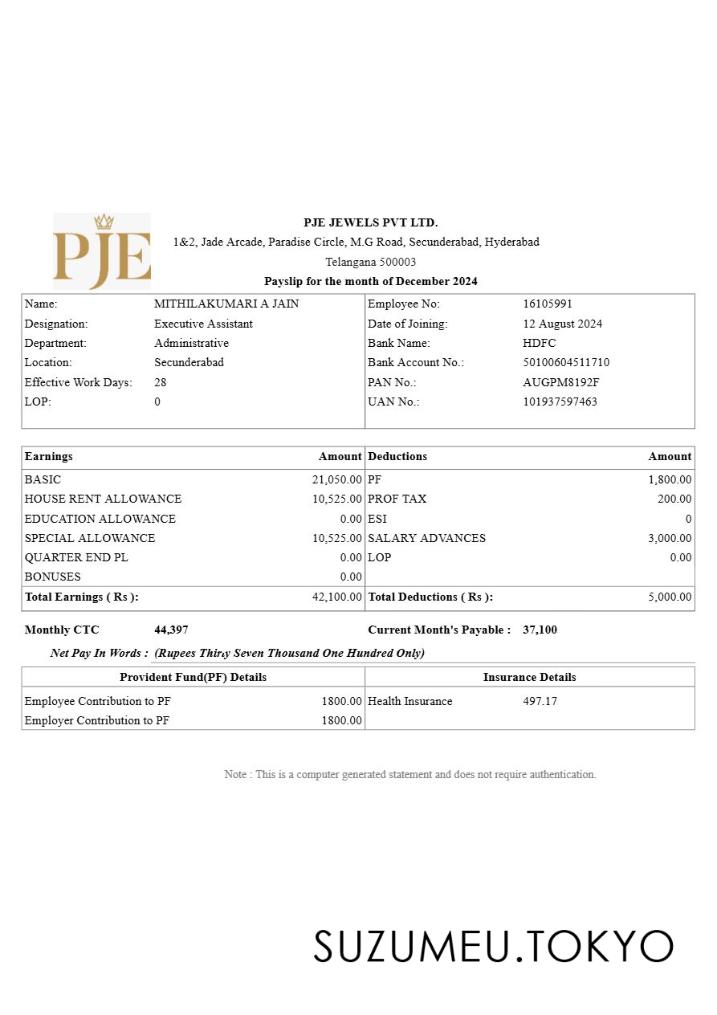 PJE
PJE JEWELS PVT LTD.
1&2, Jade Arcade, Paradise Circle, M.G Road, Secunderabad, Hyderabad
Telangana 500003
Payslip for the month of December 2024
Name: MITHILAKUMARI A JAIN Employee No: 16105991
Designation: Executive Assistant Date of Joining: 12 August 2024
Department: Administrative Bank Name: HDFC
Location: Secunderabad Bank Account No.: 50100604511710
Effective Work Days: 28 PAN No.: AUGPM8192F
LOP: 0 UAN No.: 101937597463
Earnings Amount Deductions Amount
BASIC 21,050.00 PF 1,800.00
HOUSE RENT ALLOWANCE 10,525.00 PROF TAX 200.00
EDUCATION ALLOWANCE 0.00 ESI 0
SPECIAL ALLOWANCE 10,525.00 SALARY ADVANCES 3,000.00
QUARTER END PL 0.00 LOP 0.00
BONUSES 0.00
Total Earnings ( Rs ): 42,100.00 Total Deductions ( Rs ): 5,000.00
Monthly CTC 44,397 Current Month's Payable : 37,100
Net Pay In Words : (Rupees Thirty Seven Thousand One Hundred Only)
Provident Fund(PF) Details Insurance Details
Employee Contribution to PF 1800.00 Health Insurance 497.17
Employer Contribution to PF 1800.00
Note : This is a computer generated statement and does not require authentication.
SUZUMEU.TOKYO